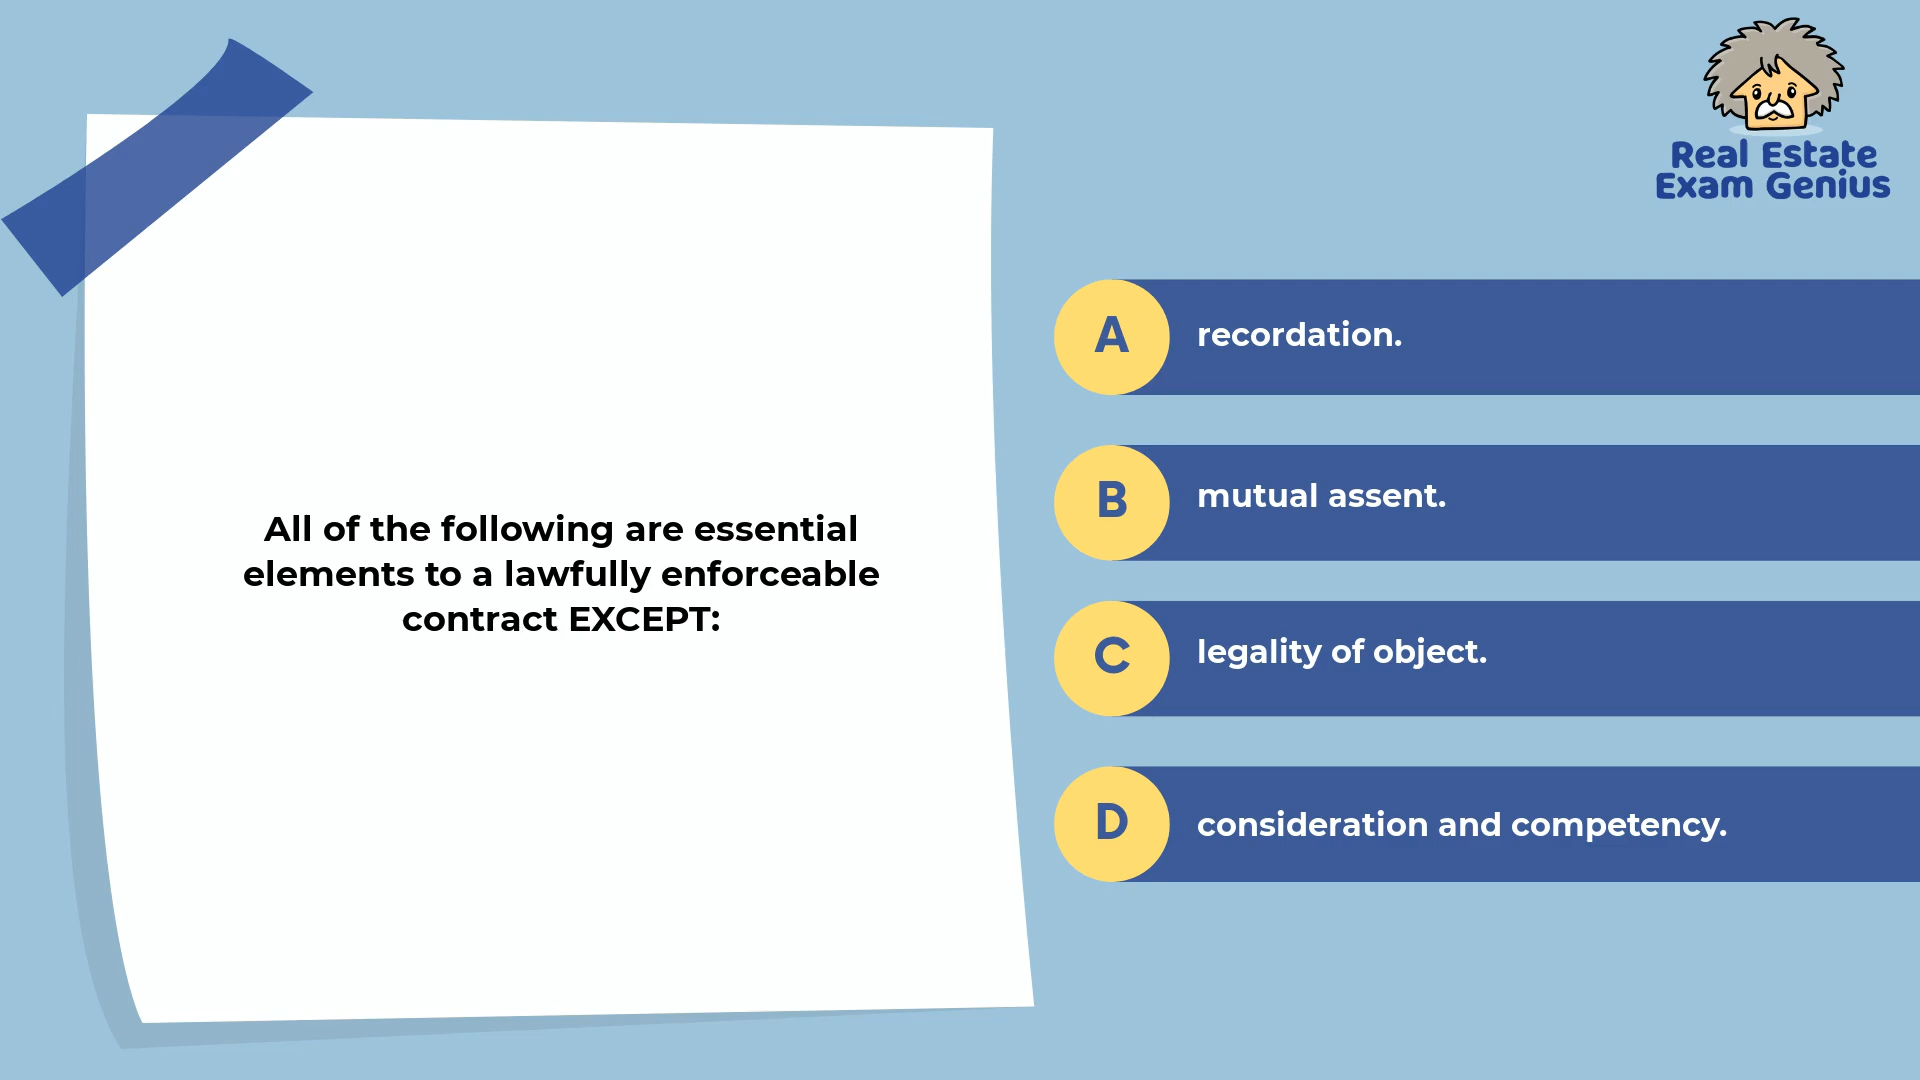 Real Estate
Exam Genius
All of the following are essential
elements to a lawfully enforceable
contract EXCEPT:
A recordation.
B mutual assent.
C legality of object.
D consideration and competency.